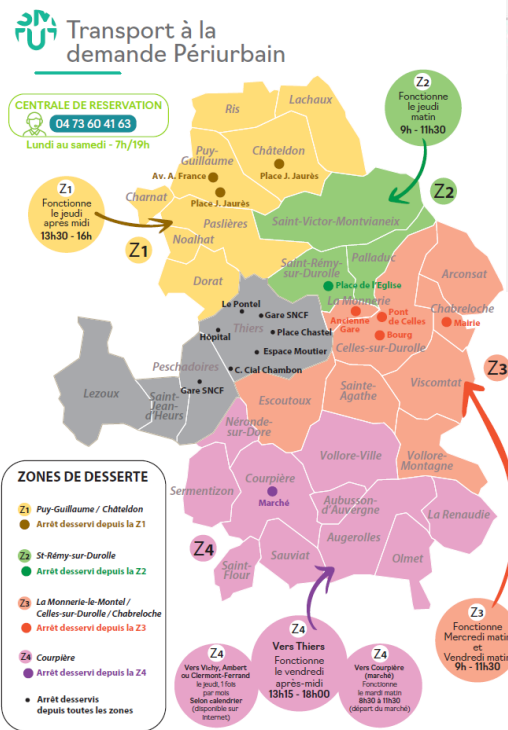 SMUT
Transport à la
demande Périurbain
CENTRALE DE RESERVATION
04 73 60 41 63
Lundi au samedi - 7h/19h
Z2
Fonctionne
le jeudi
matin
9h - 11h30
Z1
Fonctionne
le jeudi
après midi
13h30 - 16h
Ris
Lachaux
Puy-
Guillaume
Châteldon
Av. A. France
Place J. Jaurès
Place J. Jaurès
Charnat
Paslières
Noalhat
Z1
Z2
Saint-Victor-Montvianeix
Dorat
Saint-Rémy-
sur-Durolle
Palladuc
Place de l'Eglise
Arconsat
La Monnerie
Chabreloche
Ancienne
Gare
Pont
de Celles
Mairie
Bourg
Celles-sur-Durolle
Le Pontel
Gare SNCF
Thiers
Hôpital
Place Chastel
Espace Moutier
Peschadoires
C. Cial Chambon
Gare SNCF
Lezoux
Saint-
Jean-
d'Heurs
Escoutoux
Sainte-
Agathe
Viscomtat
Z3
Néronde-
sur-Dore
Vollore-Ville
Vollore-
Montagne
Sermentizon
Courpière
Marché
Aubusson-
d'Auvergne
La Renaudie
Augerolles
Z4
Sauviat
Olmet
Saint-
Flour
ZONES DE DESSERTE
Z1 Puy-Guillaume / Châteldon
Arrêt desservi depuis la Z1
Z2 St-Rémy-sur-Durolle
Arrêt desservi depuis la Z2
Z3 La Monnerie-le-Montel /
Celles-sur-Durolle / Chabreloche
Arrêt desservi depuis la Z3
Z4 Courpière
Arrêt desservi depuis la Z4
Arrêt desservis
depuis toutes les zones
Z4
Vers Vichy, Ambert
ou Clermont-Ferrand
le jeudi, 1 fois
par mois
Selon calendrier
(disponible sur
Internet)
Z4
Vers Thiers
Fonctionne
le vendredi
après-midi
13h15 - 18h00
Z4
Vers Courpière
(marché)
Fonctionne
le mardi matin
8h30 à 11h30
(départ du marché)
Z3
Fonctionne
Mercredi matin
et
Vendredi matin
9h - 11h30